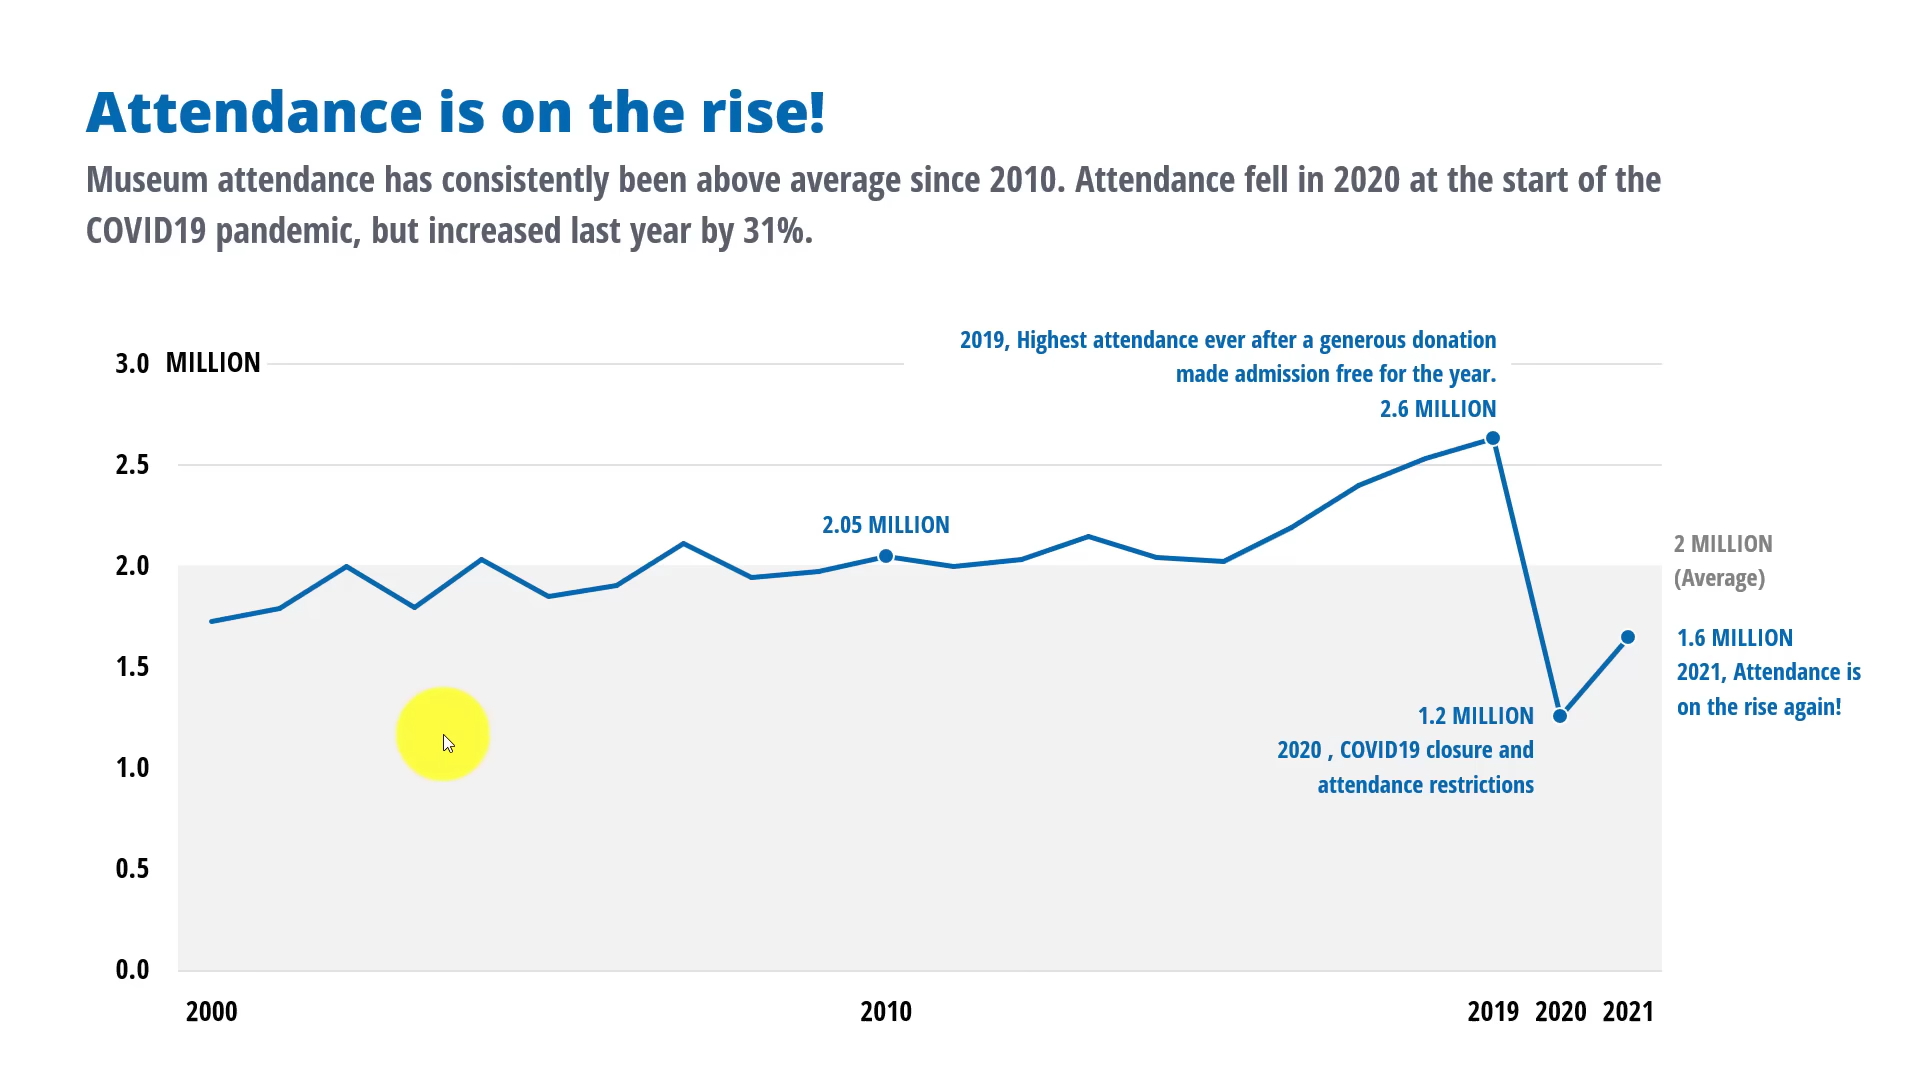 Attendance is on the rise!
Museum attendance has consistently been above average since 2010. Attendance fell in 2020 at the start of the
COVID19 pandemic, but increased last year by 31%.
2019, Highest attendance ever after a generous donation
made admission free for the year.
2.6 MILLION
3.0 MILLION
2.5
2.05 MILLION
2.0
2 MILLION
(Average)
1.5
1.6 MILLION
2021, Attendance is
on the rise again!
1.2 MILLION
2020 , COVID19 closure and
attendance restrictions
1.0
0.5
0.0
2000 2010 2019 2020 2021